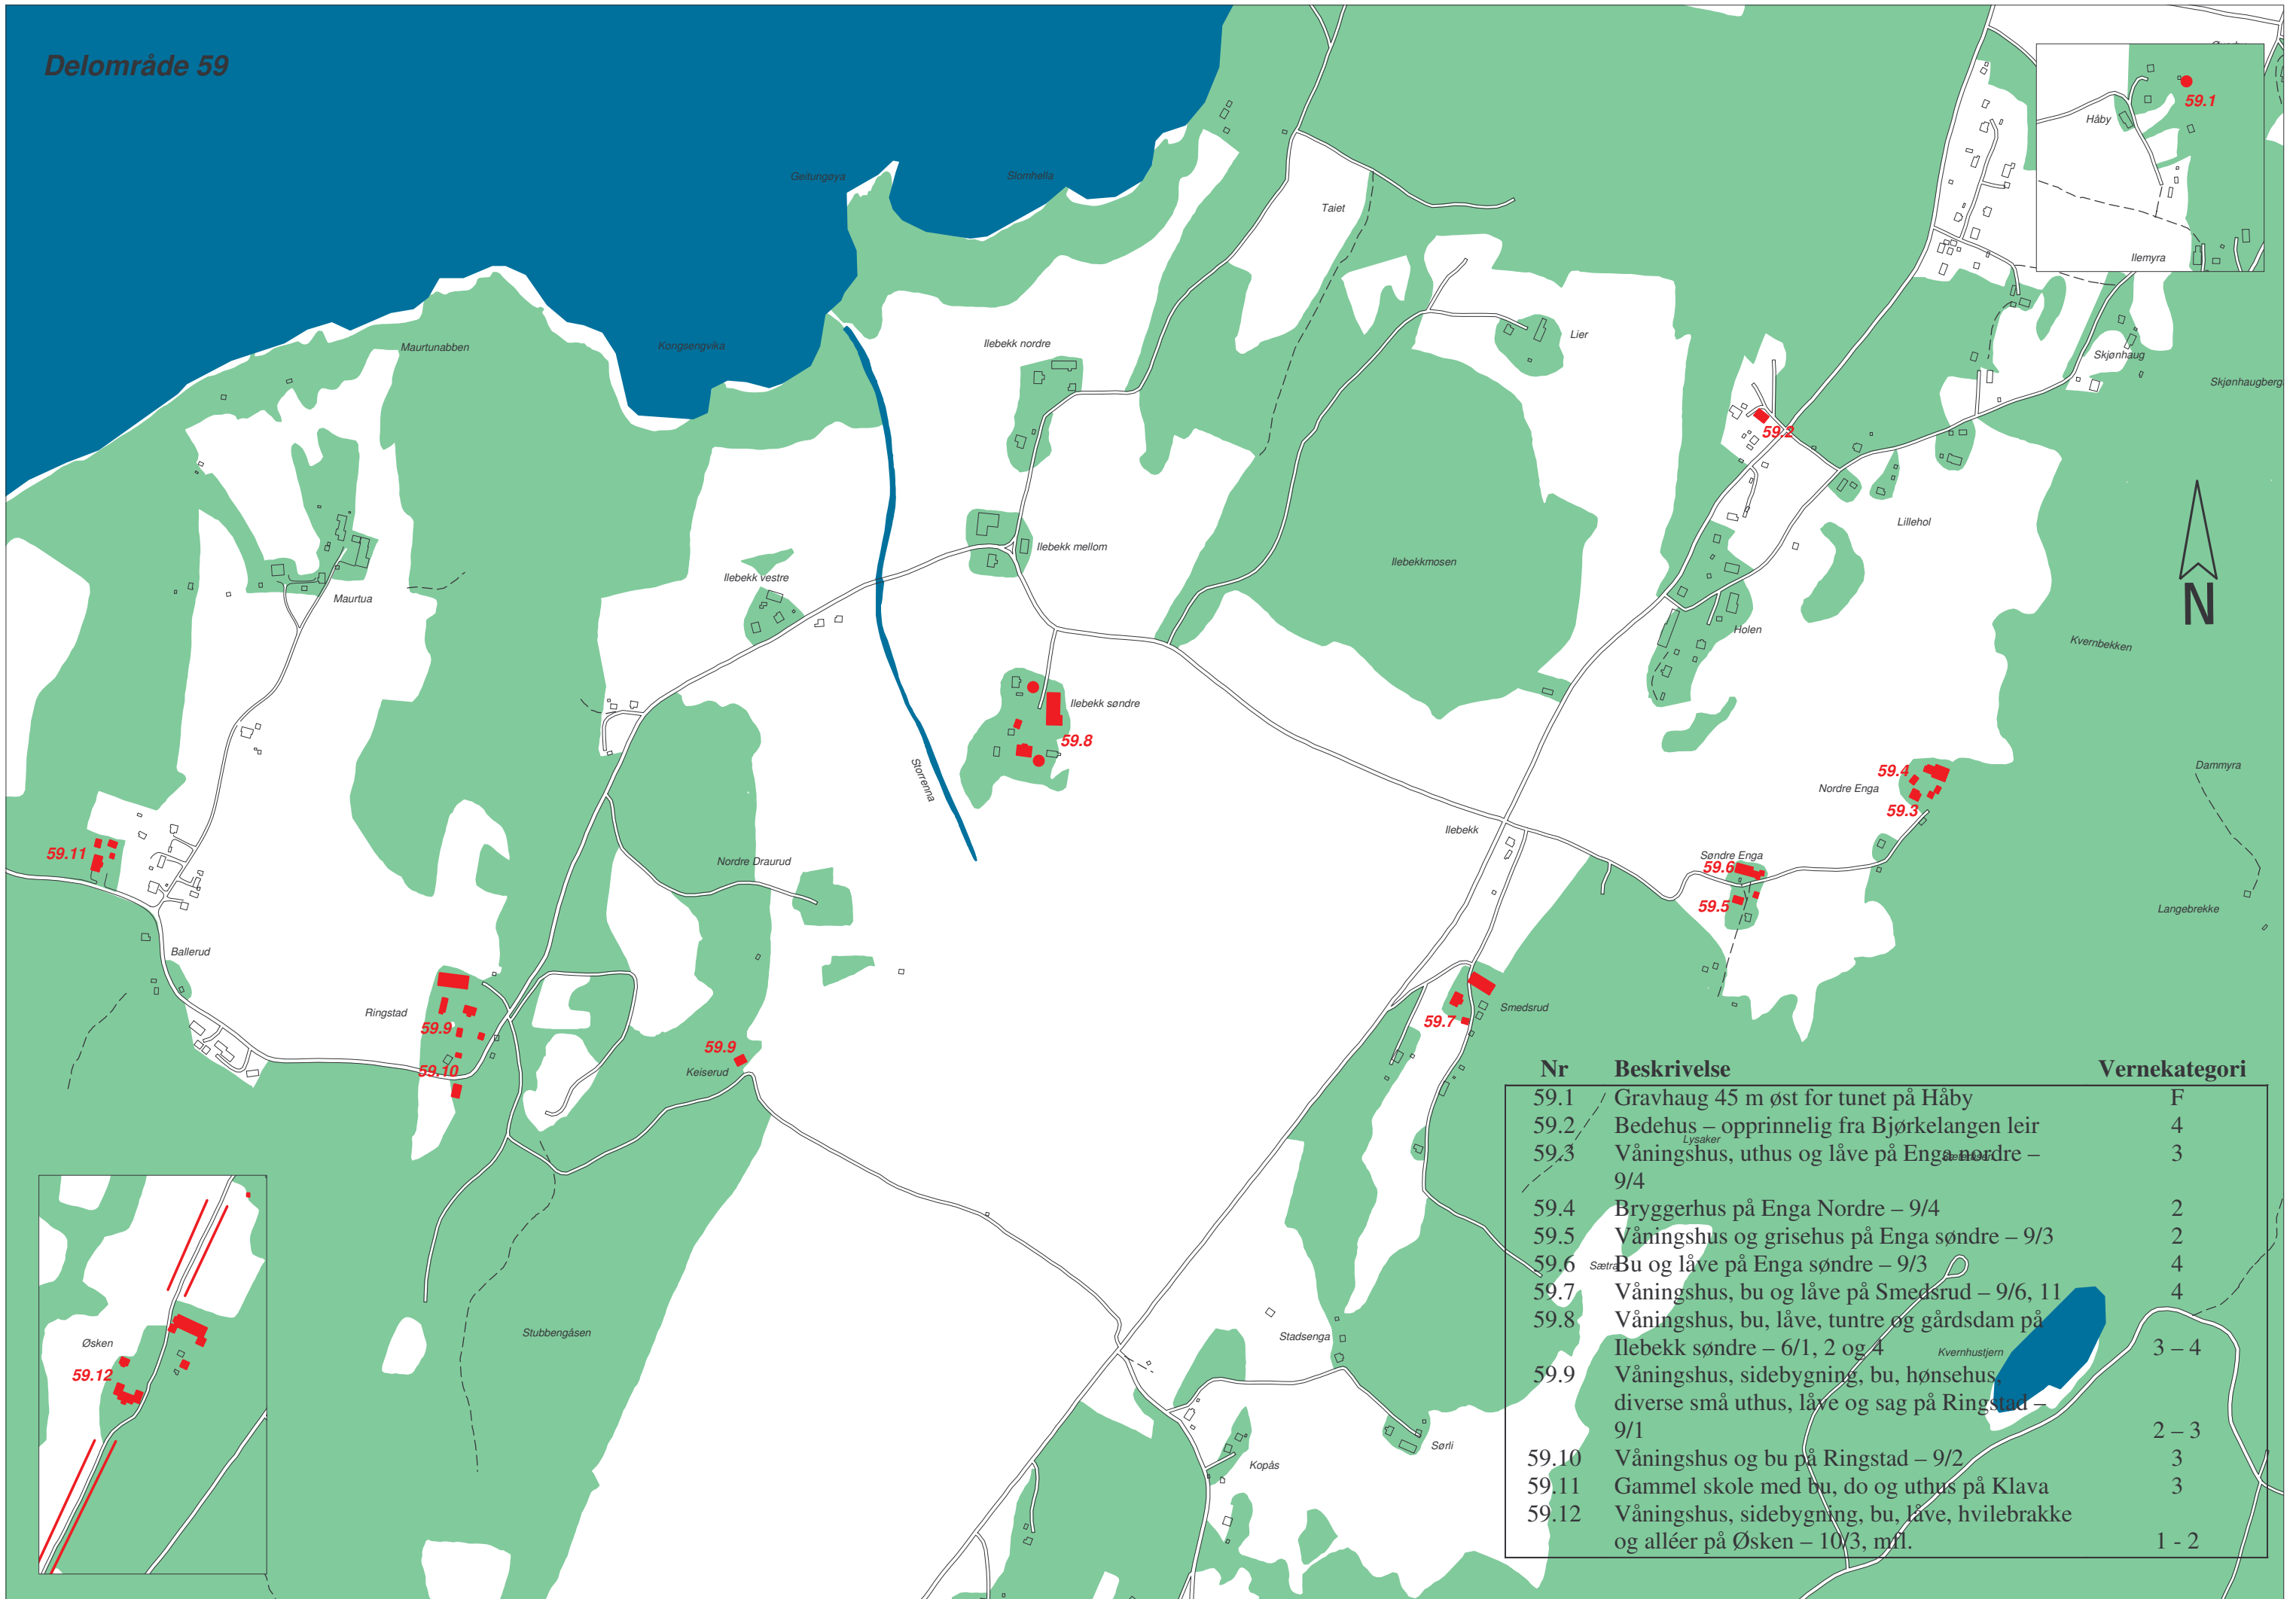 Delområde 59
Geitungøya
Slomhella
Taiet
59.1
Håby
Ilemyra
Maurtunabben
Kongsengvika
Ilebekk nordre
Lier
Skjønhaug
Skjønhaugberg
59.2
Lillehol
Ilebekk mellom
Ilebekkmosen
Ilebekk vestre
Maurtua
Holen
N
Kvernbekken
Ilebekk søndre
59.8
Storrenna
Dammyra
59.4
Nordre Enga
59.3
Ilebekk
59.11
Nordre Draurud
Søndre Enga
59.6
59.5
Langebrekke
Ballerud
Ringstad
59.9
59.10
59.9
Keiserud
Smedsrud
59.7
Nr Beskrivelse Vernekategori
59.1 Gravhaug 45 m øst for tunet på Håby F
59.2 Bedehus – opprinnelig fra Bjørkelangen leir 4
Lysaker
59.3 Våningshus, uthus og låve på Enga nordre – 3
9/4
59.4 Bryggerhus på Enga Nordre – 9/4 2
59.5 Våningshus og grisehus på Enga søndre – 9/3 2
Sætra
59.6 Bu og låve på Enga søndre – 9/3 4
59.7 Våningshus, bu og låve på Smedsrud – 9/6, 11 4
59.8 Våningshus, bu, låve, tuntre og gårdsdam på
Ilebekk søndre – 6/1, 2 og 4 3 – 4
Kvernhustjern
59.9 Våningshus, sidebygning, bu, hønsehus,
diverse små uthus, låve og sag på Ringstad –
9/1 2 – 3
59.10 Våningshus og bu på Ringstad – 9/2 3
59.11 Gammel skole med bu, do og uthus på Klava 3
59.12 Våningshus, sidebygning, bu, låve, hvilebrakke
og alléer på Øsken – 10/3, mfl. 1 - 2
Stubbengåsen
Stadsenga
Øsken
59.12
Sørli
Kopås